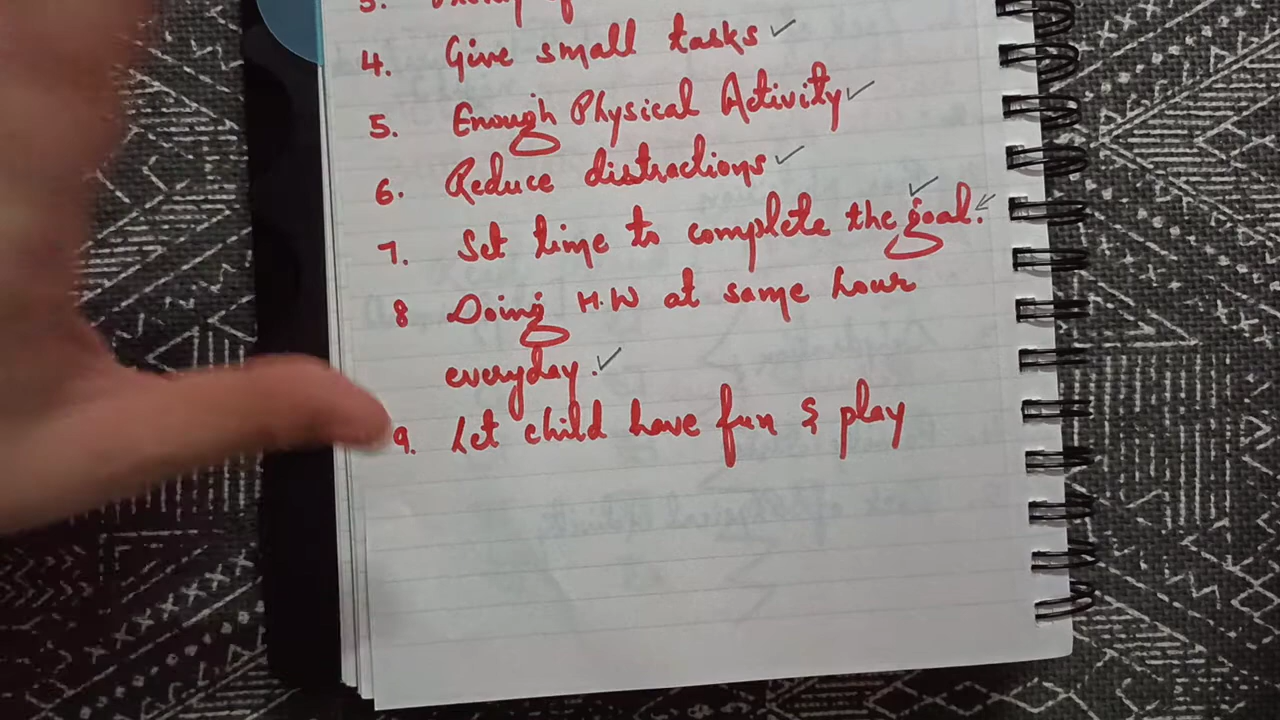 3.
4. Give small tasks ✓
5. Enough Physical Activity ✓
6. Reduce distractions ✓
7. Set time to complete the goal. ✓
8 Doing H.W at same hour
everyday. ✓
9. Let child have fun & play